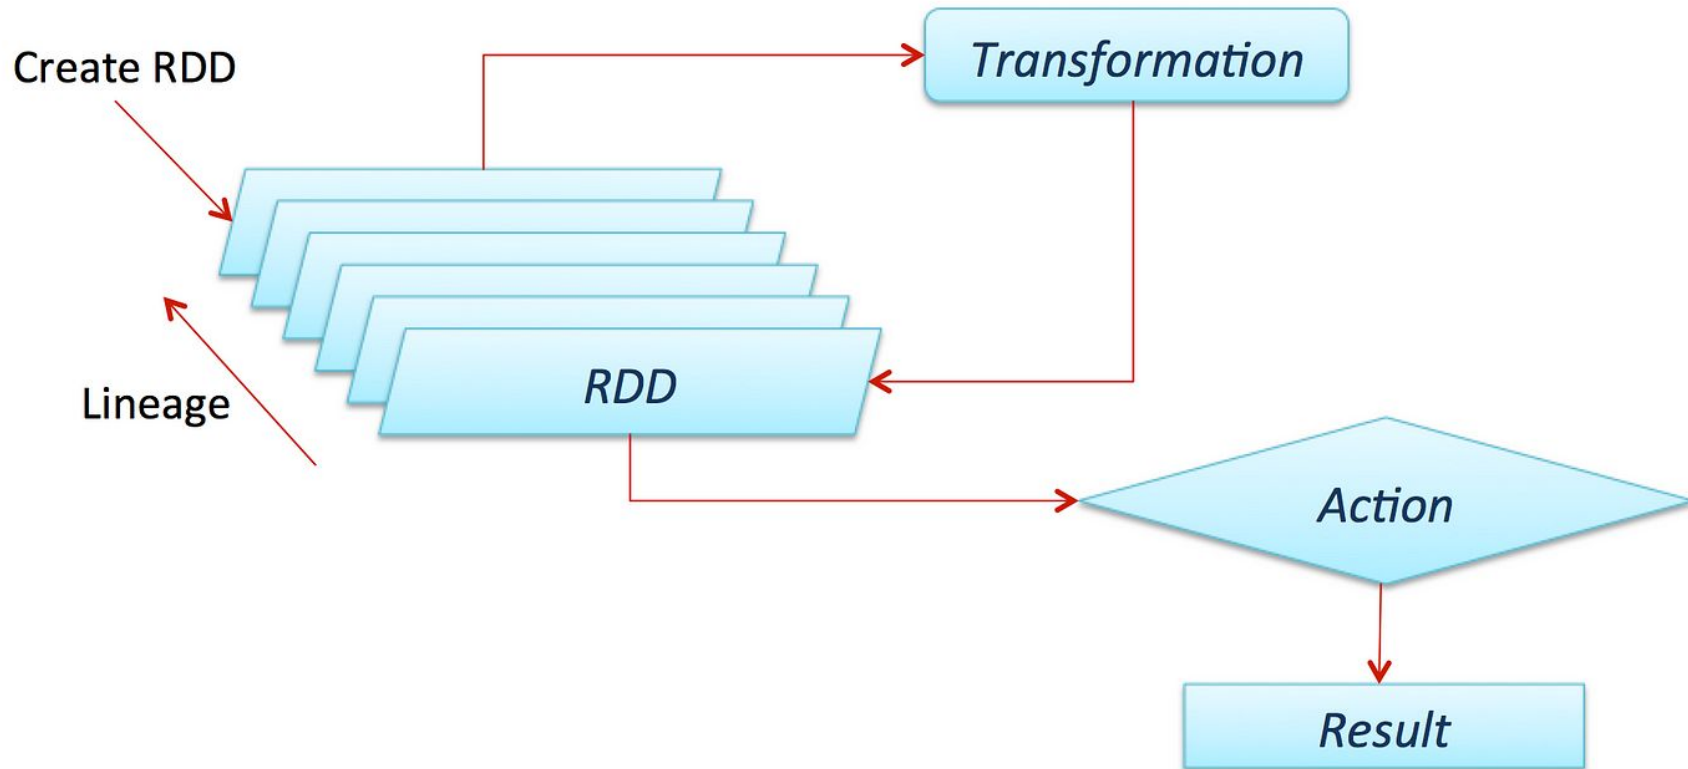 Create RDD
Transformation
RDD
Lineage
Action
Result